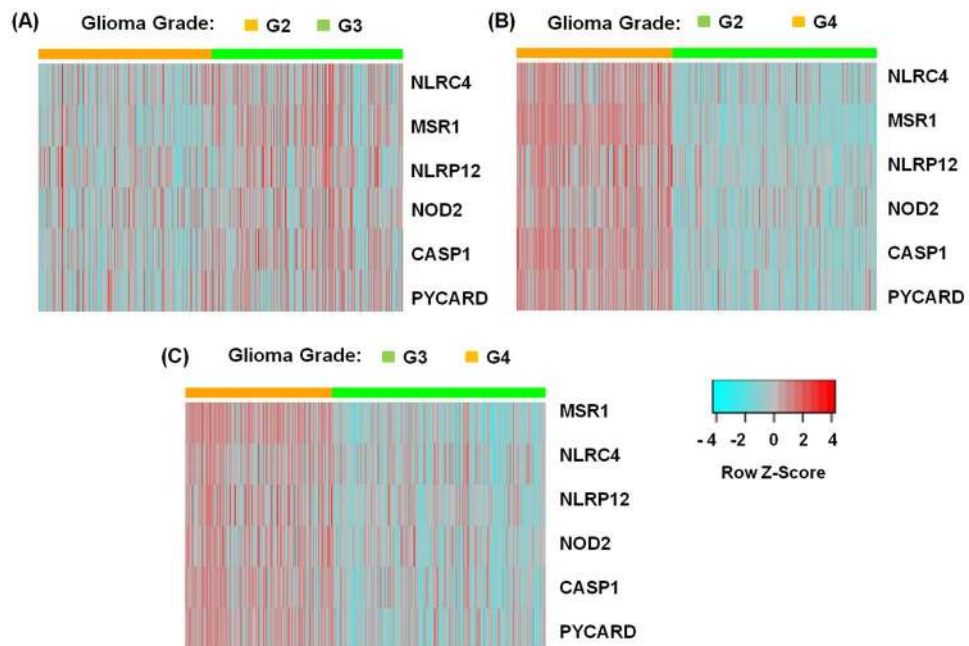 (A) Glioma Grade: G2 G3
NLRC4
MSR1
NLRP12
NOD2
CASP1
PYCARD
(B) Glioma Grade: G2 G4
NLRC4
MSR1
NLRP12
NOD2
CASP1
PYCARD
(C) Glioma Grade: G3 G4
MSR1
NLRC4
NLRP12
NOD2
CASP1
PYCARD
- 4 -2 0 2 4
Row Z-Score